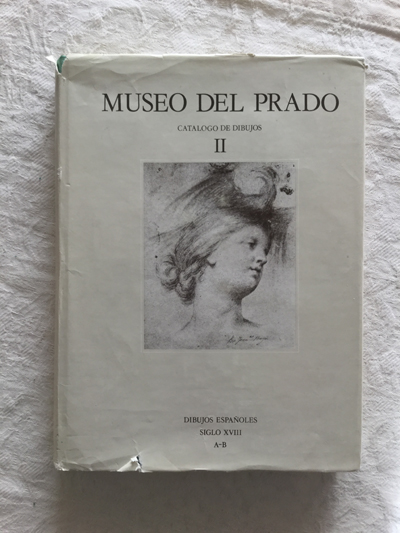 MUSEO DEL PRADO
CATALOGO DE DIBUJOS
II
DIBUJOS ESPAÑOLES
SIGLO XVIII
A-B